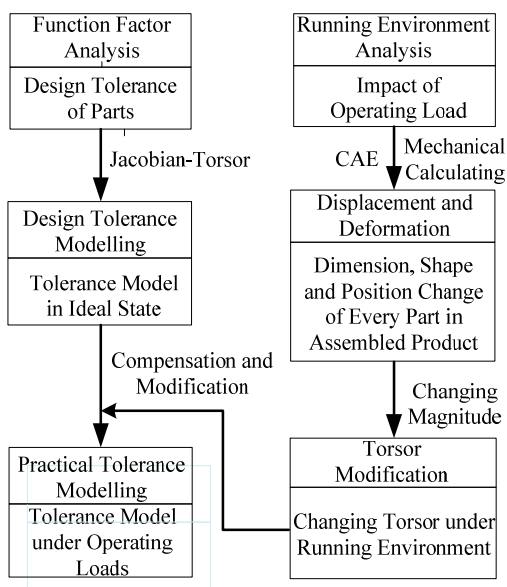 Function Factor
Analysis
Design Tolerance
of Parts
Jacobian-Torsor
Design Tolerance
Modelling
Tolerance Model
in Ideal State
Compensation and
Modification
Practical Tolerance
Modelling
Tolerance Model
under Operating
Loads
Running Environment
Analysis
Impact of
Operating Load
CAE
Mechanical
Calculating
Displacement and
Deformation
Dimension, Shape
and Position Change
of Every Part in
Assembled Product
Changing
Magnitude
Torsor
Modification
Changing Torsor under
Running Environment